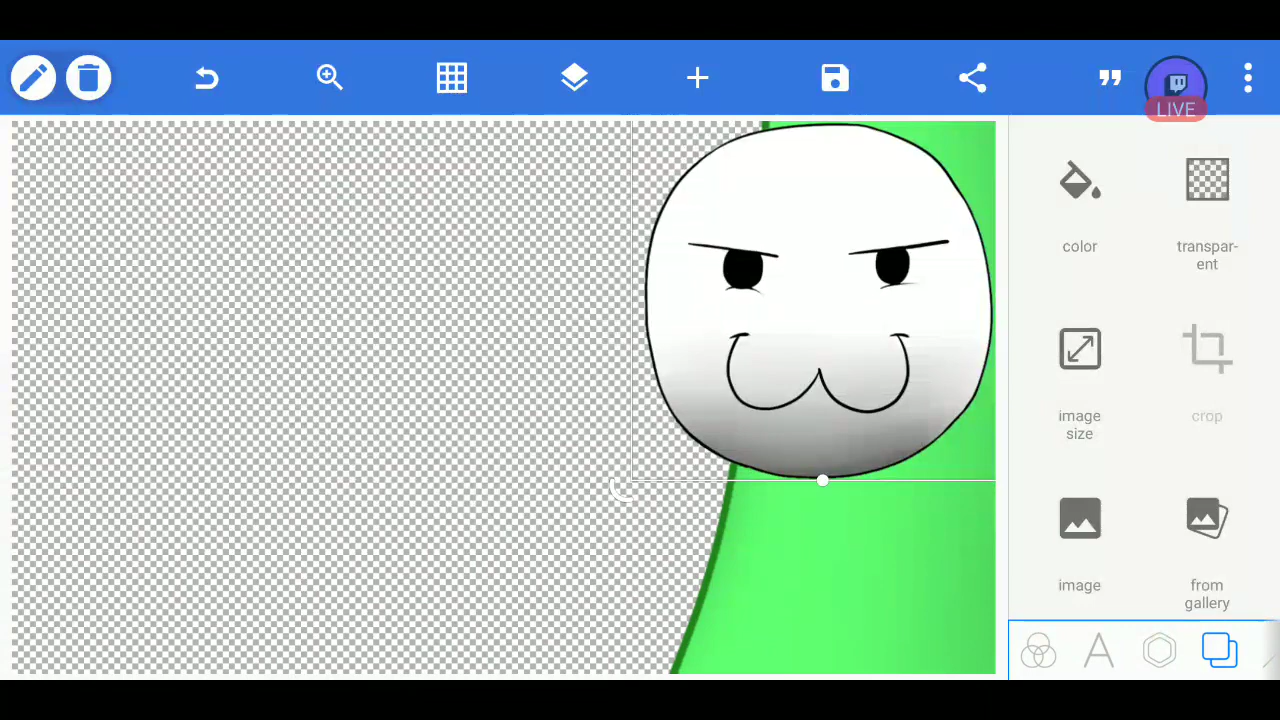 LIVE
color
transpar-
ent
image
size
crop
image
from
gallery